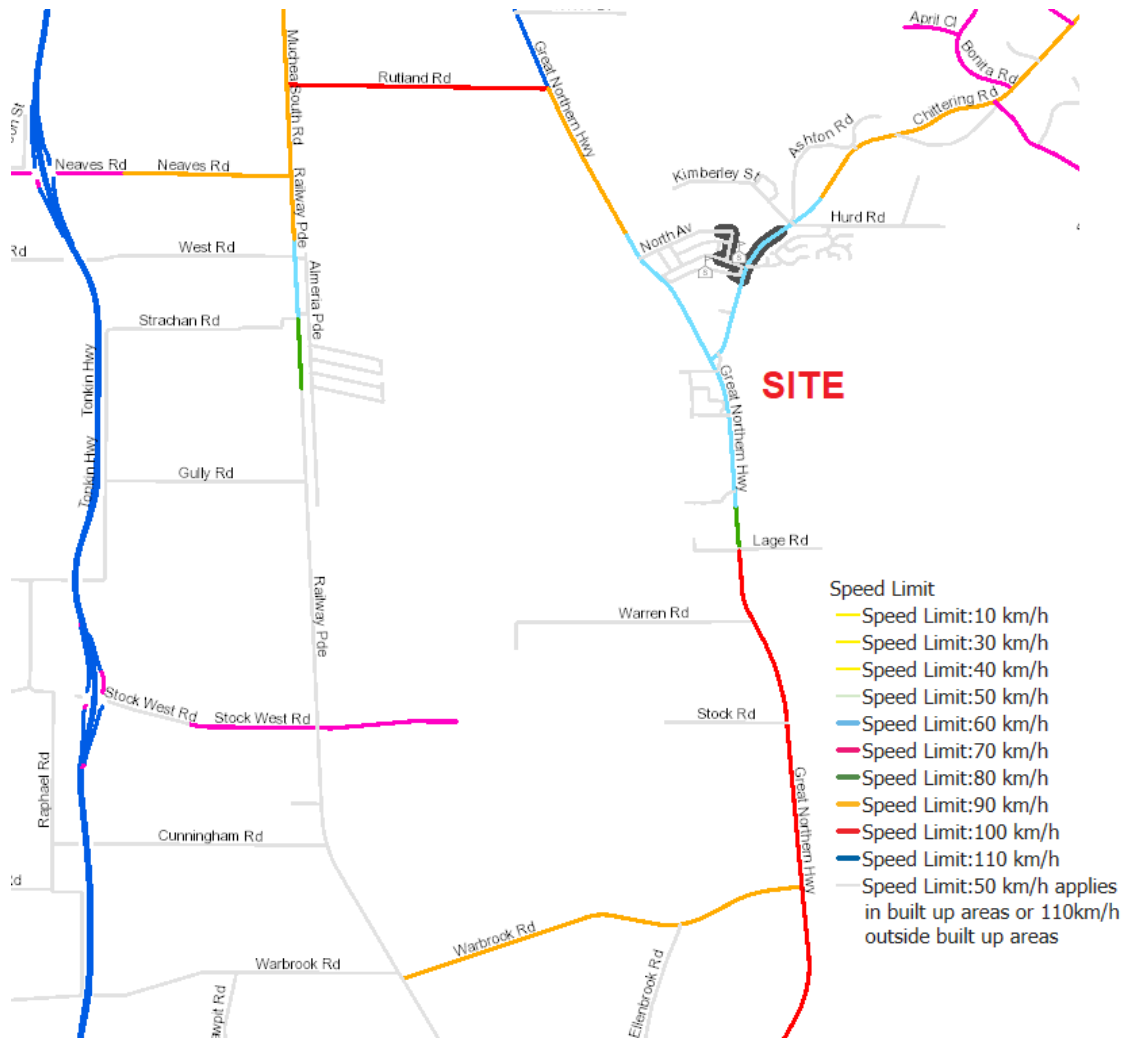 April Cl
Bonita Rd
Great Northern Hwy
Rutland Rd
South Rd
Chittering Rd
Ashton Rd
Neaves Rd
Neaves Rd
Kimberley St
Railway Pde
Hurd Rd
North Av
West Rd
Rd
Almeria Pde
Strachan Rd
Tonkin Hwy
Great Northern Hwy
SITE
Tonkin Hwy
Gully Rd
Lage Rd
Speed Limit
Speed Limit:10 km/h
Speed Limit:30 km/h
Speed Limit:40 km/h
Speed Limit:50 km/h
Speed Limit:60 km/h
Speed Limit:70 km/h
Speed Limit:80 km/h
Speed Limit:90 km/h
Speed Limit:100 km/h
Speed Limit:110 km/h
Speed Limit:50 km/h applies
in built up areas or 110km/h
outside built up areas
Warren Rd
Railway Pde
Stock West Rd
Stock West Rd
Stock Rd
Raphael Rd
Great Northern Hwy
Cunningham Rd
Warbrook Rd
Warbrook Rd
Ellenbrook Rd